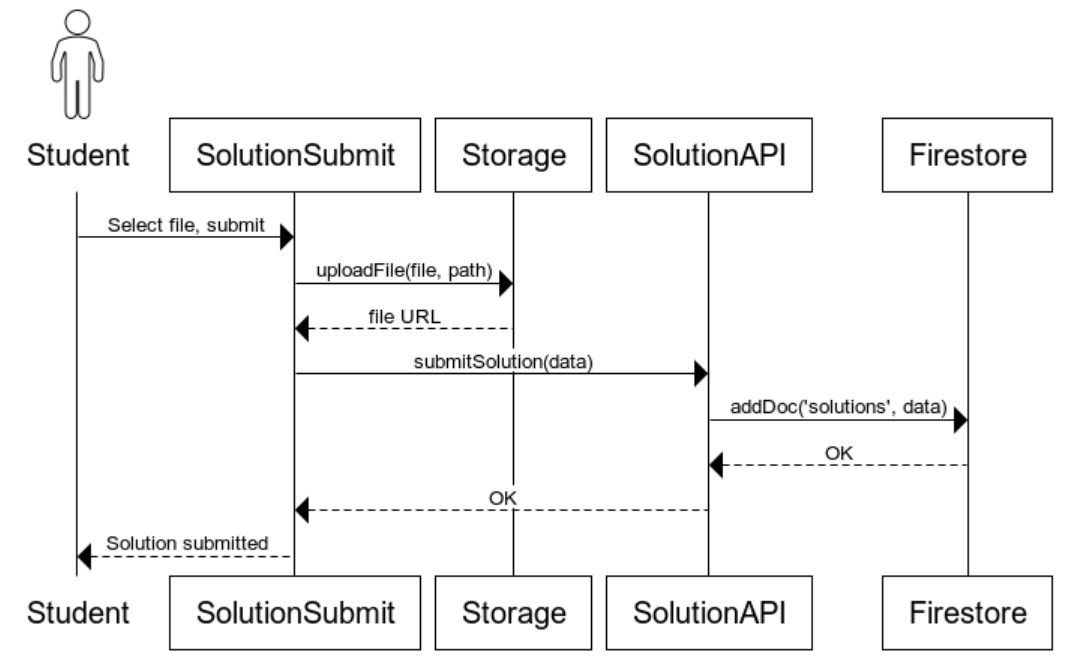 Student
SolutionSubmit
Storage
SolutionAPI
Firestore
Select file, submit
uploadFile(file, path)
file URL
submitSolution(data)
addDoc('solutions', data)
OK
OK
Solution submitted
Student
SolutionSubmit
Storage
SolutionAPI
Firestore